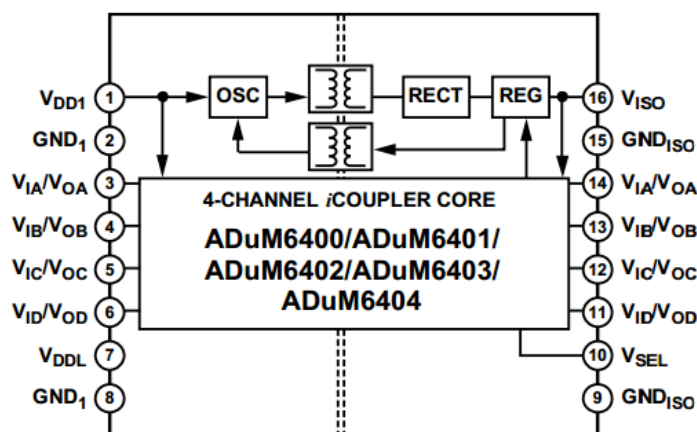 OSC
RECT
REG
V_DD1 1
GND_1 2
V_IA/V_OA 3
V_IB/V_OB 4
V_IC/V_OC 5
V_ID/V_OD 6
V_DDL 7
GND_1 8
4-CHANNEL iCOUPLER CORE
ADuM6400/ADuM6401/
ADuM6402/ADuM6403/
ADuM6404
16 V_ISO
15 GND_ISO
14 V_IA/V_OA
13 V_IB/V_OB
12 V_IC/V_OC
11 V_ID/V_OD
10 V_SEL
9 GND_ISO